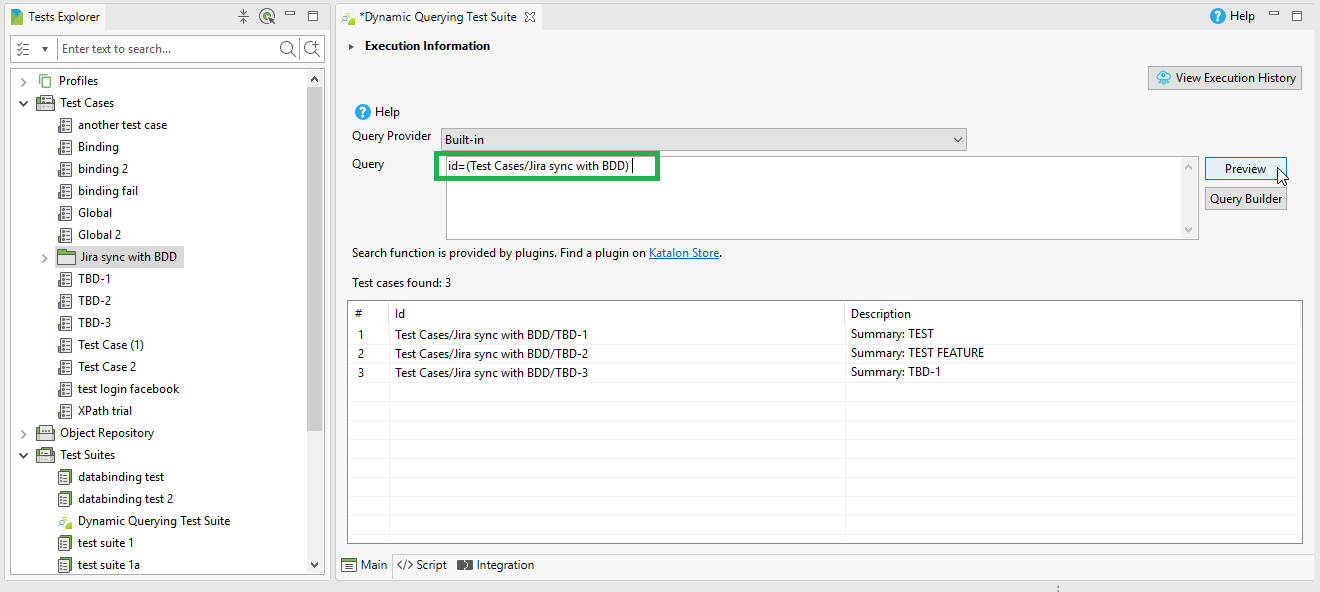 Tests Explorer
Enter text to search...
Profiles
Test Cases
another test case
Binding
binding 2
binding fail
Global
Global 2
Jira sync with BDD
TBD-1
TBD-2
TBD-3
Test Case (1)
Test Case 2
test login facebook
XPath trial
Object Repository
Test Suites
databinding test
databinding test 2
Dynamic Querying Test Suite
test suite 1
test suite 1a
*Dynamic Querying Test Suite
Help
Execution Information
View Execution History
Help
Query Provider Built-in
Query id=(Test Cases/Jira sync with BDD)
Preview
Query Builder
Search function is provided by plugins. Find a plugin on Katalon Store.
Test cases found: 3
# Id Description
1 Test Cases/Jira sync with BDD/TBD-1 Summary: TEST
2 Test Cases/Jira sync with BDD/TBD-2 Summary: TEST FEATURE
3 Test Cases/Jira sync with BDD/TBD-3 Summary: TBD-1
Main </> Script Integration